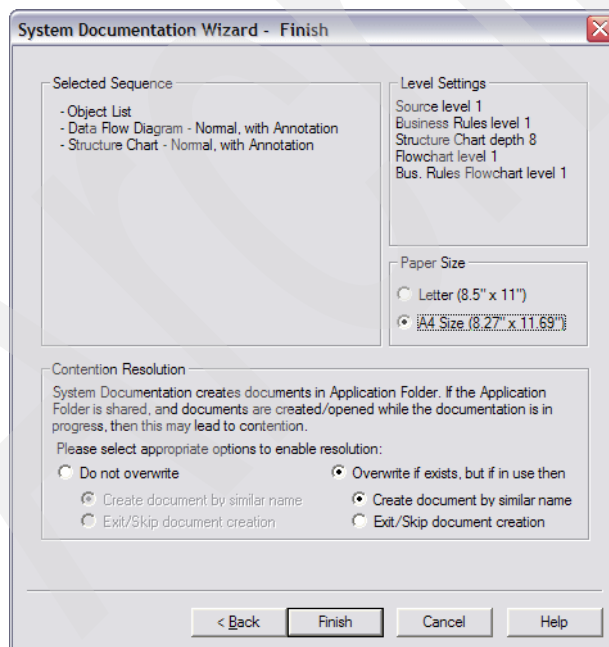 System Documentation Wizard - Finish
Selected Sequence
- Object List
- Data Flow Diagram - Normal, with Annotation
- Structure Chart - Normal, with Annotation
Level Settings
Source level 1
Business Rules level 1
Structure Chart depth 8
Flowchart level 1
Bus. Rules Flowchart level 1
Paper Size
Letter (8.5" x 11")
A4 Size (8.27" x 11.69")
Contention Resolution
System Documentation creates documents in Application Folder. If the Application
Folder is shared, and documents are created/opened while the documentation is in
progress, then this may lead to contention.
Please select appropriate options to enable resolution:
Do not overwrite
Create document by similar name
Exit/Skip document creation
Overwrite if exists, but if in use then
Create document by similar name
Exit/Skip document creation
< Back
Finish
Cancel
Help